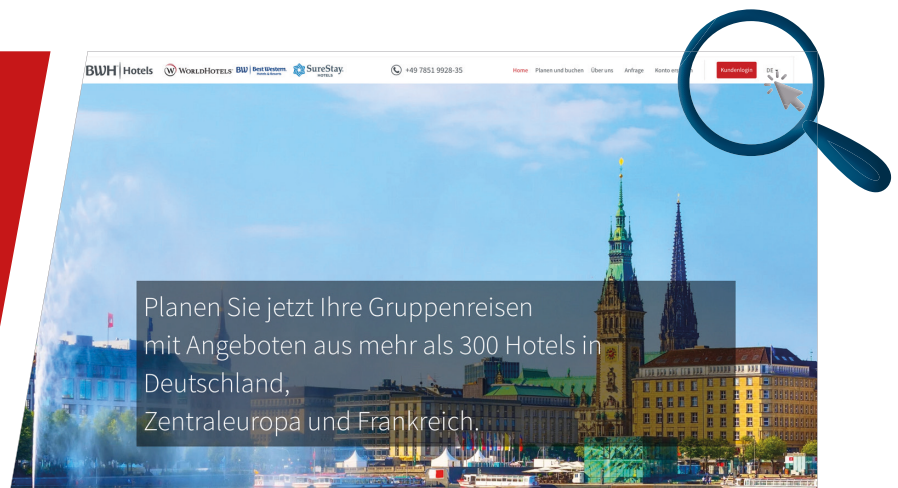 BWH Hotels W WORLDHOTELS BW Best Western Hotels & Resorts SureStay HOTELS +49 7851 9928-35 Home Planen und buchen Über uns Anfrage Konto Kundenlogin DE
Planen Sie jetzt Ihre Gruppenreisen
mit Angeboten aus mehr als 300 Hotels in
Deutschland,
Zentraleuropa und Frankreich.